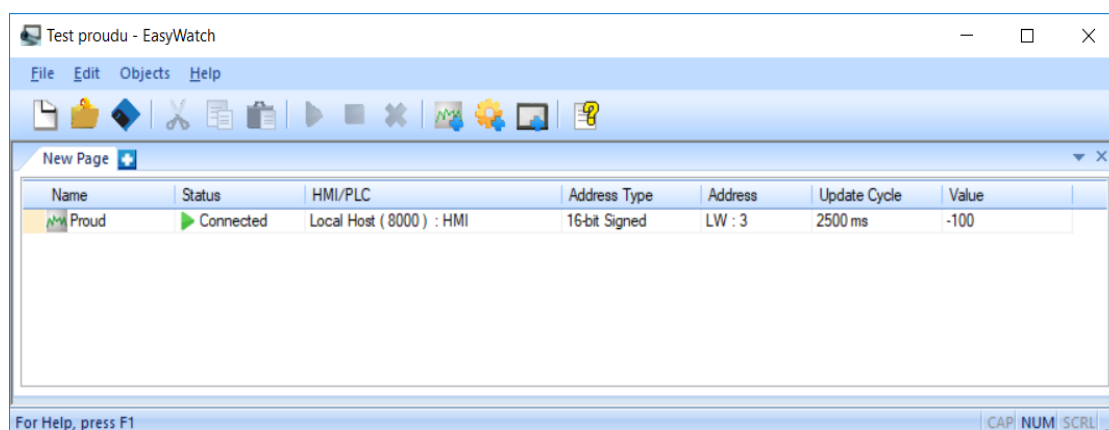 Test proudu - EasyWatch
File Edit Objects Help
New Page
Name Status HMI/PLC Address Type Address Update Cycle Value
Proud Connected Local Host ( 8000 ) : HMI 16-bit Signed LW : 3 2500 ms -100
For Help, press F1 CAP NUM SCRL